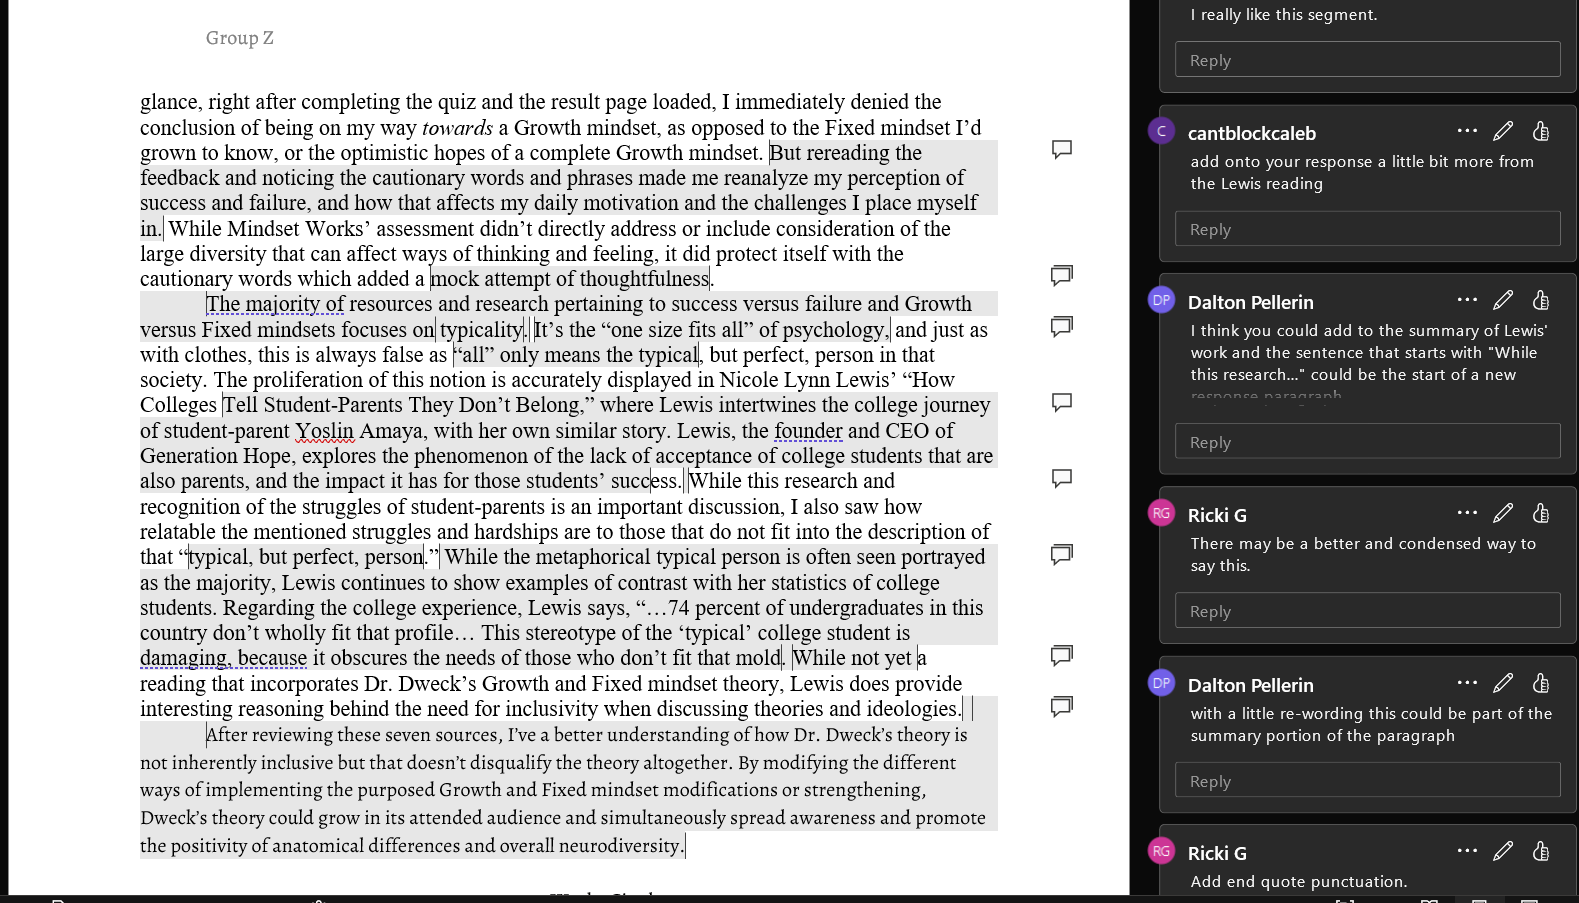 Group Z
glance, right after completing the quiz and the result page loaded, I immediately denied the
conclusion of being on my way towards a Growth mindset, as opposed to the Fixed mindset I’d
grown to know, or the optimistic hopes of a complete Growth mindset. But rereading the
feedback and noticing the cautionary words and phrases made me reanalyze my perception of
success and failure, and how that affects my daily motivation and the challenges I place myself
in. While Mindset Works’ assessment didn’t directly address or include consideration of the
large diversity that can affect ways of thinking and feeling, it did protect itself with the
cautionary words which added a mock attempt of thoughtfulness.
The majority of resources and research pertaining to success versus failure and Growth
versus Fixed mindsets focuses on typicality. It’s the “one size fits all” of psychology, and just as
with clothes, this is always false as “all” only means the typical, but perfect, person in that
society. The proliferation of this notion is accurately displayed in Nicole Lynn Lewis’ “How
Colleges Tell Student-Parents They Don’t Belong,” where Lewis intertwines the college journey
of student-parent Yoslin Amaya, with her own similar story. Lewis, the founder and CEO of
Generation Hope, explores the phenomenon of the lack of acceptance of college students that are
also parents, and the impact it has for those students’ success. While this research and
recognition of the struggles of student-parents is an important discussion, I also saw how
relatable the mentioned struggles and hardships are to those that do not fit into the description of
that “typical, but perfect, person.” While the metaphorical typical person is often seen portrayed
as the majority, Lewis continues to show examples of contrast with her statistics of college
students. Regarding the college experience, Lewis says, “…74 percent of undergraduates in this
country don’t wholly fit that profile… This stereotype of the ‘typical’ college student is
damaging, because it obscures the needs of those who don’t fit that mold. While not yet a
reading that incorporates Dr. Dweck’s Growth and Fixed mindset theory, Lewis does provide
interesting reasoning behind the need for inclusivity when discussing theories and ideologies.
After reviewing these seven sources, I’ve a better understanding of how Dr. Dweck’s theory is
not inherently inclusive but that doesn’t disqualify the theory altogether. By modifying the different
ways of implementing the purposed Growth and Fixed mindset modifications or strengthening,
Dweck’s theory could grow in its attended audience and simultaneously spread awareness and promote
the positivity of anatomical differences and overall neurodiversity.
I really like this segment.
Reply
C
cantblockcaleb
add onto your response a little bit more from
the Lewis reading
Reply
DP
Dalton Pellerin
I think you could add to the summary of Lewis'
work and the sentence that starts with "While
this research..." could be the start of a new
response paragraph
Reply
RG
Ricki G
There may be a better and condensed way to
say this.
Reply
DP
Dalton Pellerin
with a little re-wording this could be part of the
summary portion of the paragraph
Reply
RG
Ricki G
Add end quote punctuation.